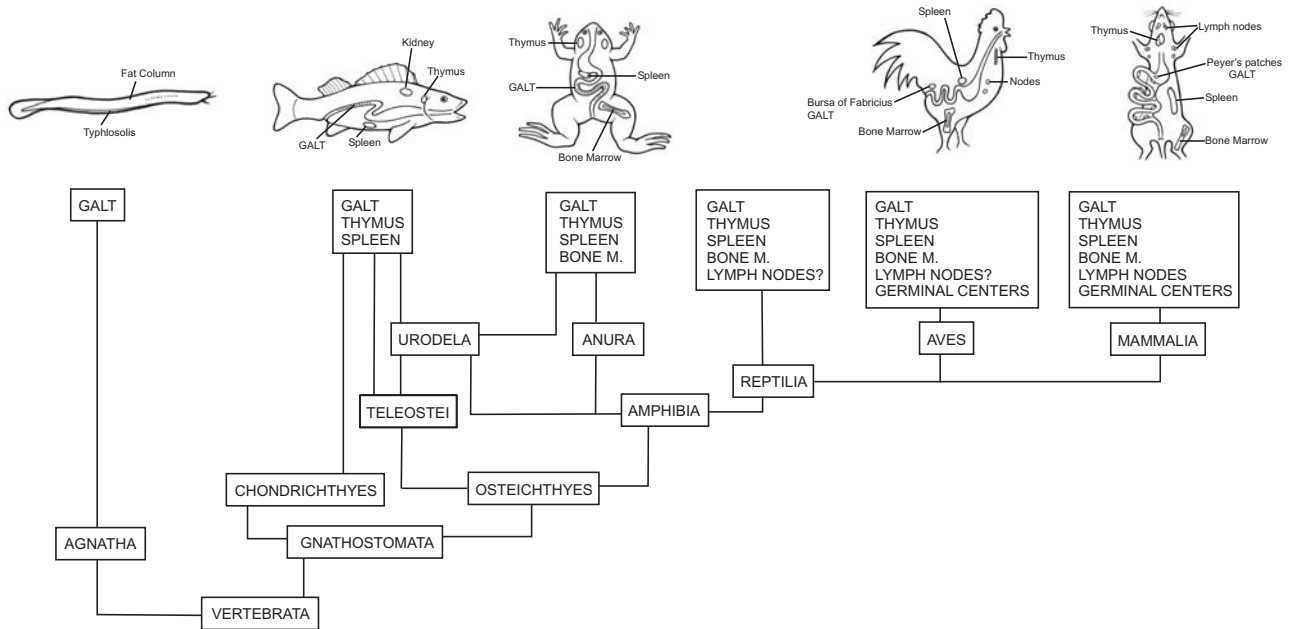 Fat Column
Typhlosolis
Kidney
Thymus
GALT
Spleen
Thymus
Spleen
GALT
Bone Marrow
Spleen
Thymus
Nodes
Bursa of Fabricius
GALT
Bone Marrow
Thymus
Lymph nodes
Peyer's patches
GALT
Spleen
Bone Marrow
GALT
GALT
THYMUS
SPLEEN
GALT
THYMUS
SPLEEN
BONE M.
GALT
THYMUS
SPLEEN
BONE M.
LYMPH NODES?
GALT
THYMUS
SPLEEN
BONE M.
LYMPH NODES?
GERMINAL CENTERS
GALT
THYMUS
SPLEEN
BONE M.
LYMPH NODES
GERMINAL CENTERS
URODELA
ANURA
AVES
MAMMALIA
REPTILIA
TELEOSTEI
AMPHIBIA
CHONDRICHTHYES
OSTEICHTHYES
AGNATHA
GNATHOSTOMATA
VERTEBRATA